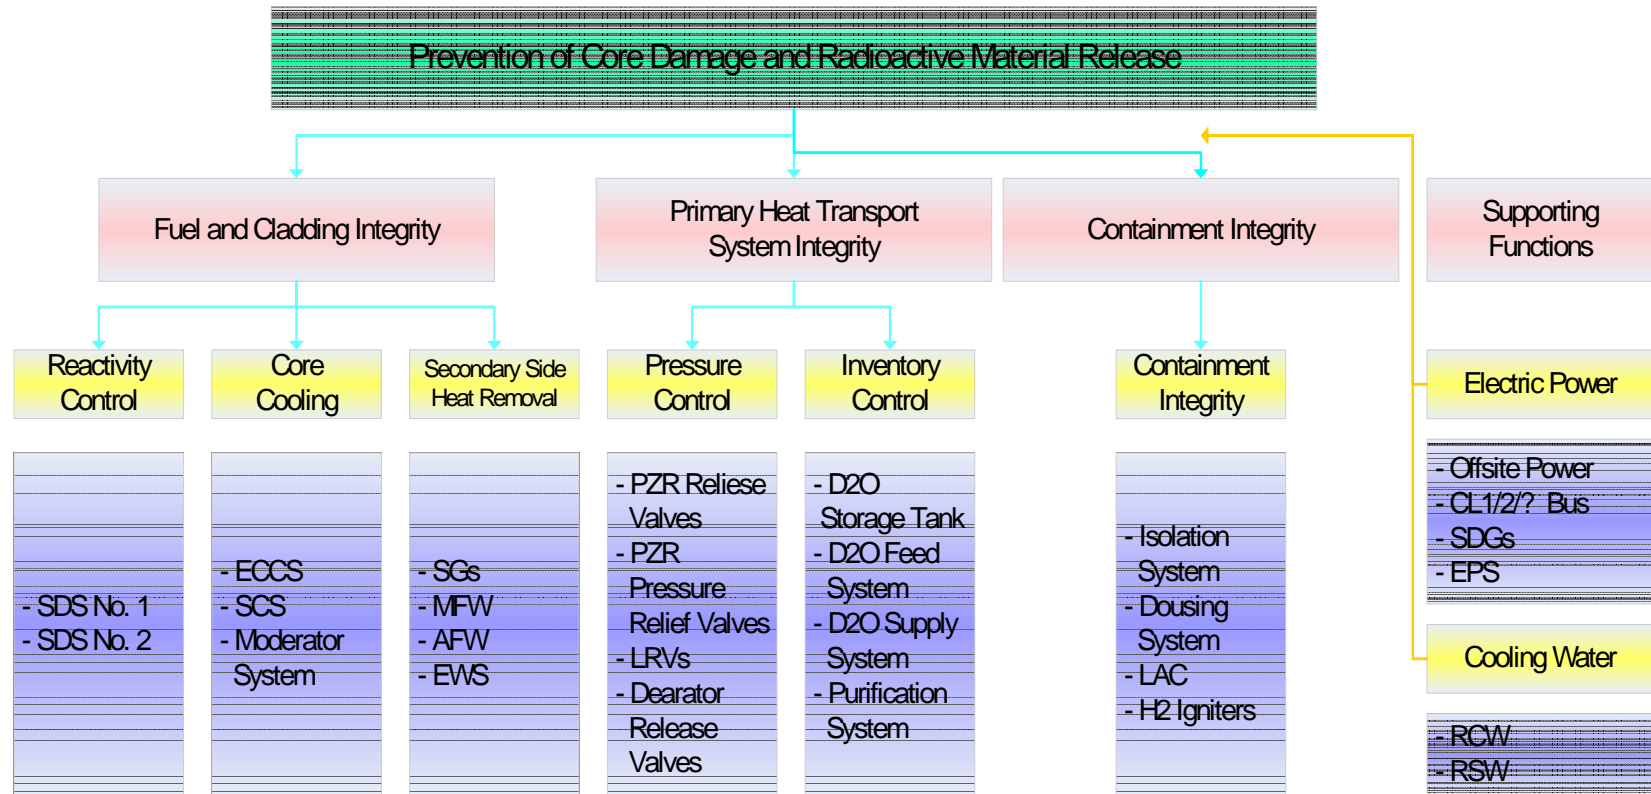 Prevention of Core Damage and Radioactive Material Release
Fuel and Cladding Integrity
Primary Heat Transport
System Integrity
Containment Integrity
Supporting
Functions
Reactivity
Control
Core
Cooling
Secondary Side
Heat Removal
Pressure
Control
Inventory
Control
Containment
Integrity
Electric Power
- SDS No. 1
- SDS No. 2
- ECCS
- SCS
- Moderator
System
- SGs
- MFW
- AFW
- EWS
- PZR Reliese
Valves
- PZR
Pressure
Relief Valves
- LRVs
- Dearator
Release
Valves
- D2O
Storage Tank
- D2O Feed
System
- D2O Supply
System
- Purification
System
- Isolation
System
- Dousing
System
- LAC
- H2 Igniters
- Offsite Power
- CL1/2/? Bus
- SDGs
- EPS
Cooling Water
- RCW
- RSW